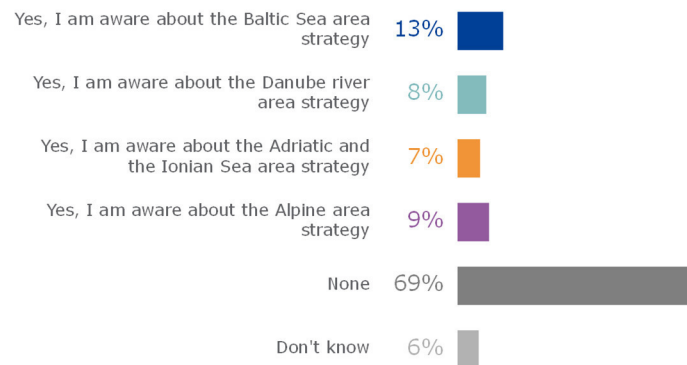 Yes, I am aware about the Baltic Sea area
strategy
13%
Yes, I am aware about the Danube river
area strategy
8%
Yes, I am aware about the Adriatic and
the Ionian Sea area strategy
7%
Yes, I am aware about the Alpine area
strategy
9%
None
69%
Don't know
6%